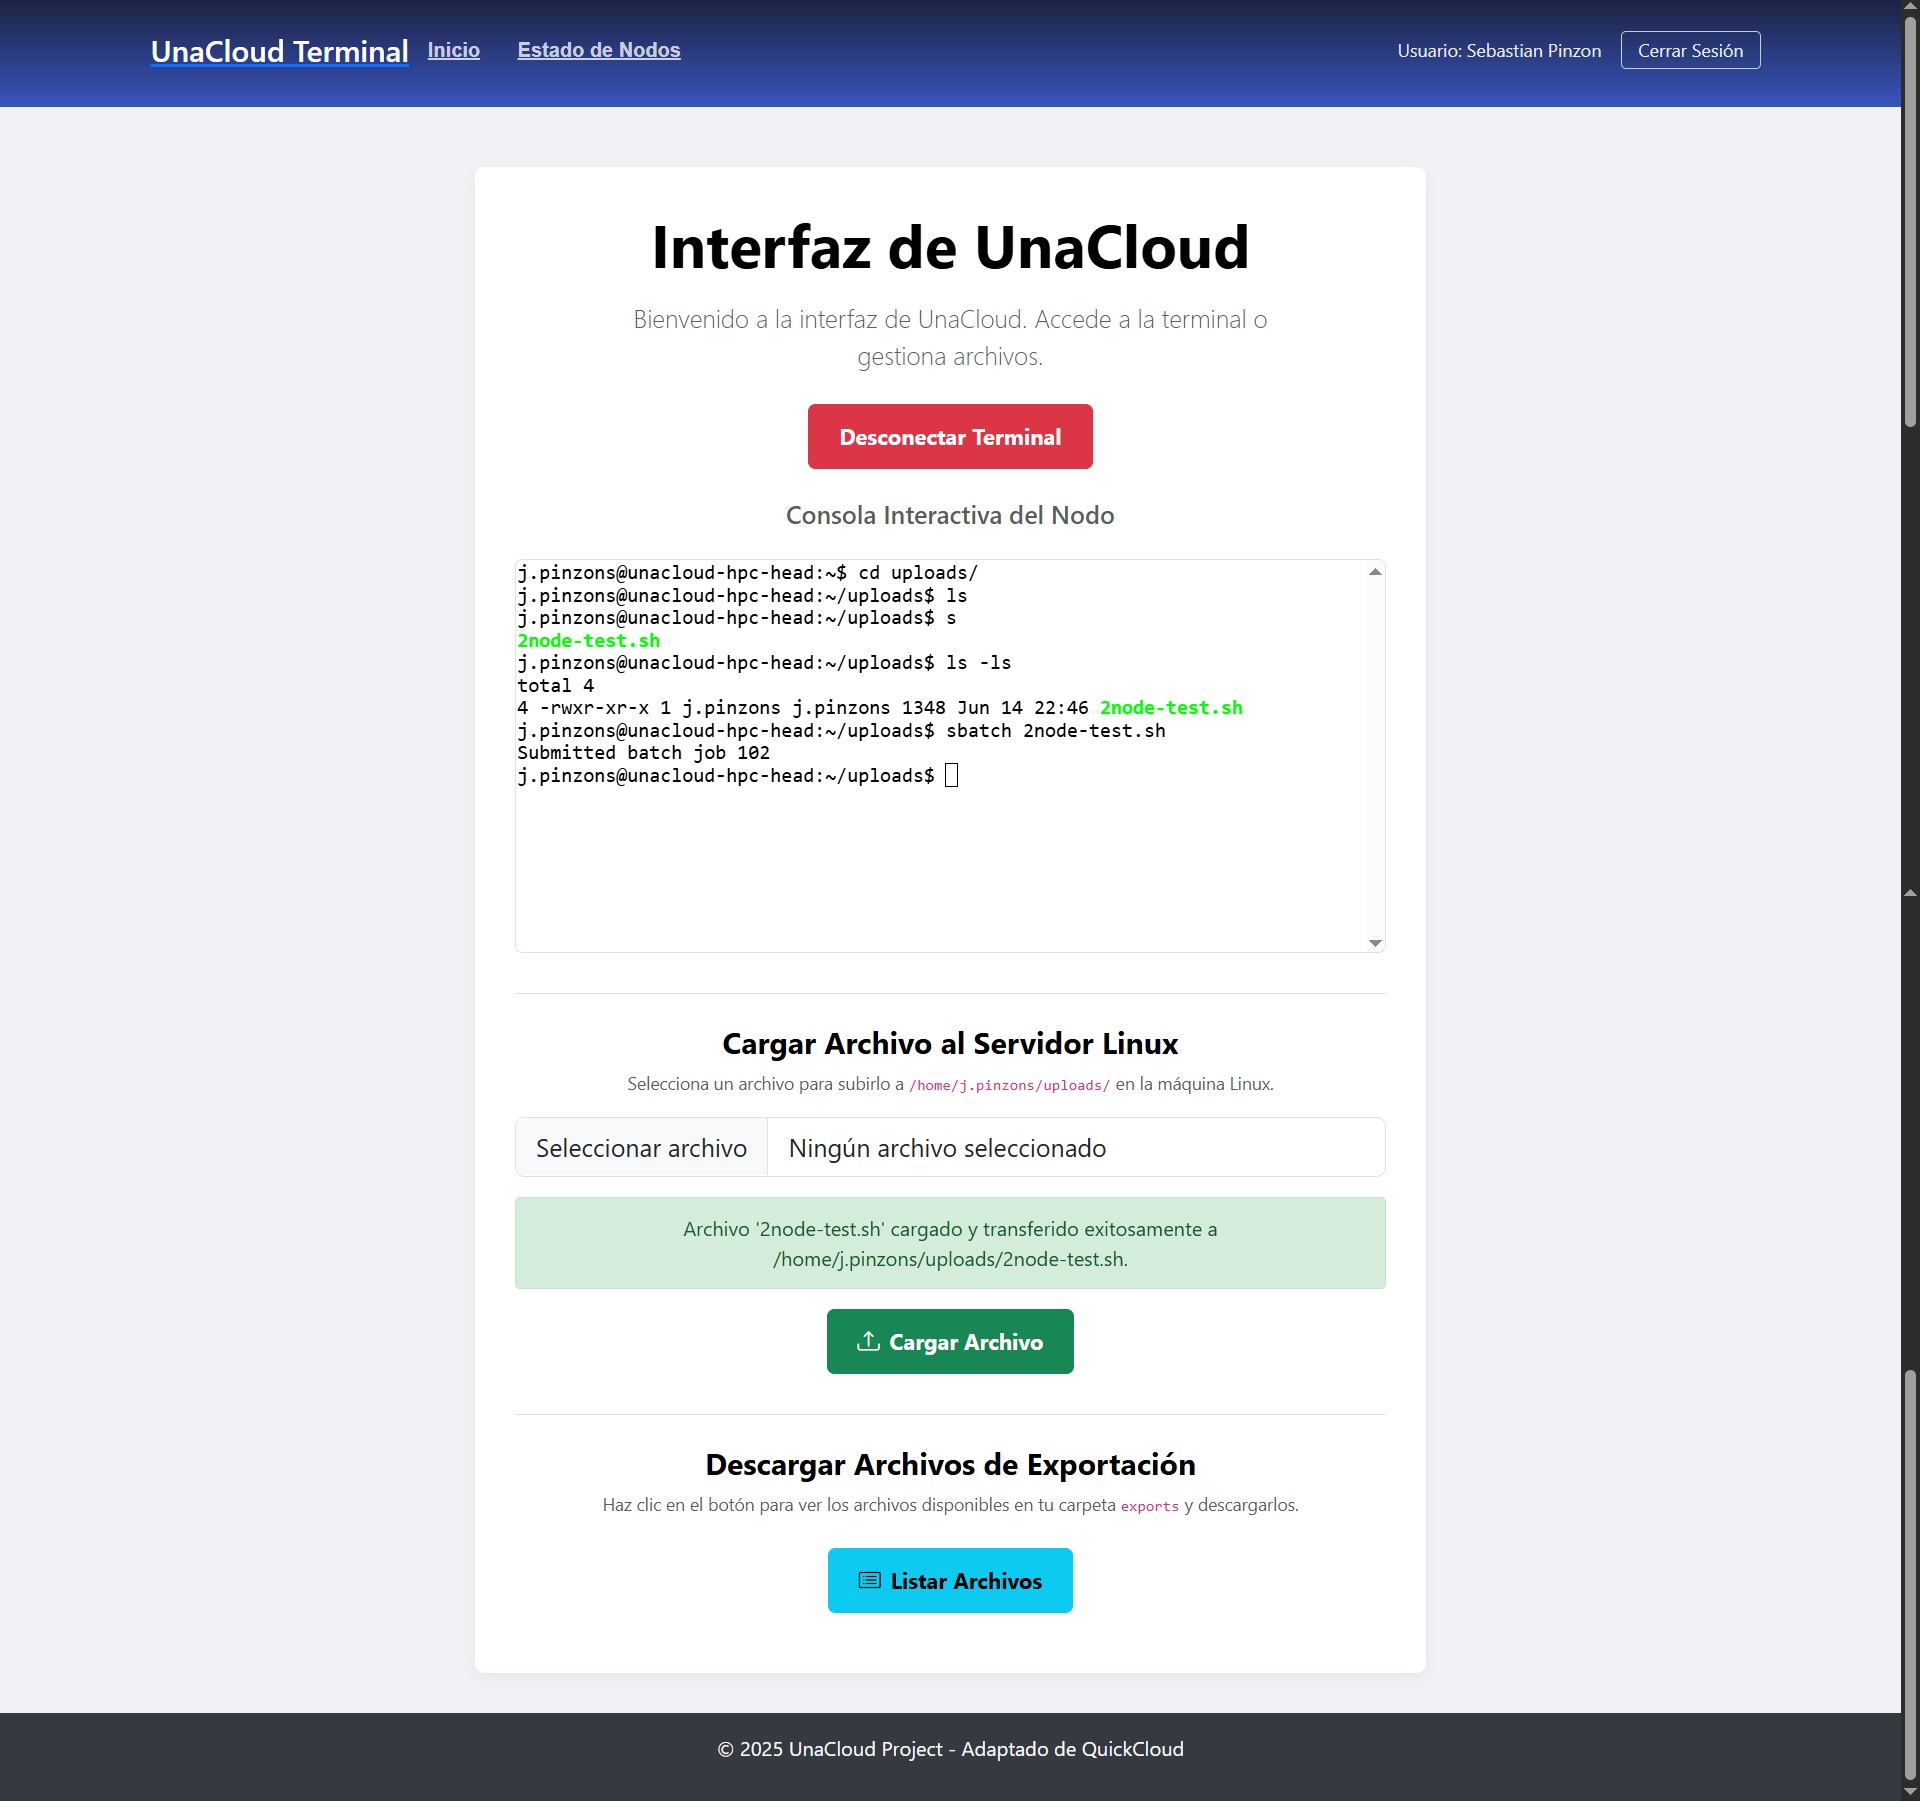 UnaCloud Terminal Inicio Estado de Nodos Usuario: Sebastian Pinzon Cerrar Sesión
Interfaz de UnaCloud
Bienvenido a la interfaz de UnaCloud. Accede a la terminal o
gestiona archivos.
Desconectar Terminal
Consola Interactiva del Nodo
j.pinzons@unacloud-hpc-head:~$ cd uploads/
j.pinzons@unacloud-hpc-head:~/uploads$ ls
j.pinzons@unacloud-hpc-head:~/uploads$ s
2node-test.sh
j.pinzons@unacloud-hpc-head:~/uploads$ ls -ls
total 4
4 -rwxr-xr-x 1 j.pinzons j.pinzons 1348 Jun 14 22:46 2node-test.sh
j.pinzons@unacloud-hpc-head:~/uploads$ sbatch 2node-test.sh
Submitted batch job 102
j.pinzons@unacloud-hpc-head:~/uploads$
Cargar Archivo al Servidor Linux
Selecciona un archivo para subirlo a /home/j.pinzons/uploads/ en la máquina Linux.
Seleccionar archivo Ningún archivo seleccionado
Archivo '2node-test.sh' cargado y transferido exitosamente a
/home/j.pinzons/uploads/2node-test.sh.
Cargar Archivo
Descargar Archivos de Exportación
Haz clic en el botón para ver los archivos disponibles en tu carpeta exports y descargarlos.
Listar Archivos
© 2025 UnaCloud Project - Adaptado de QuickCloud